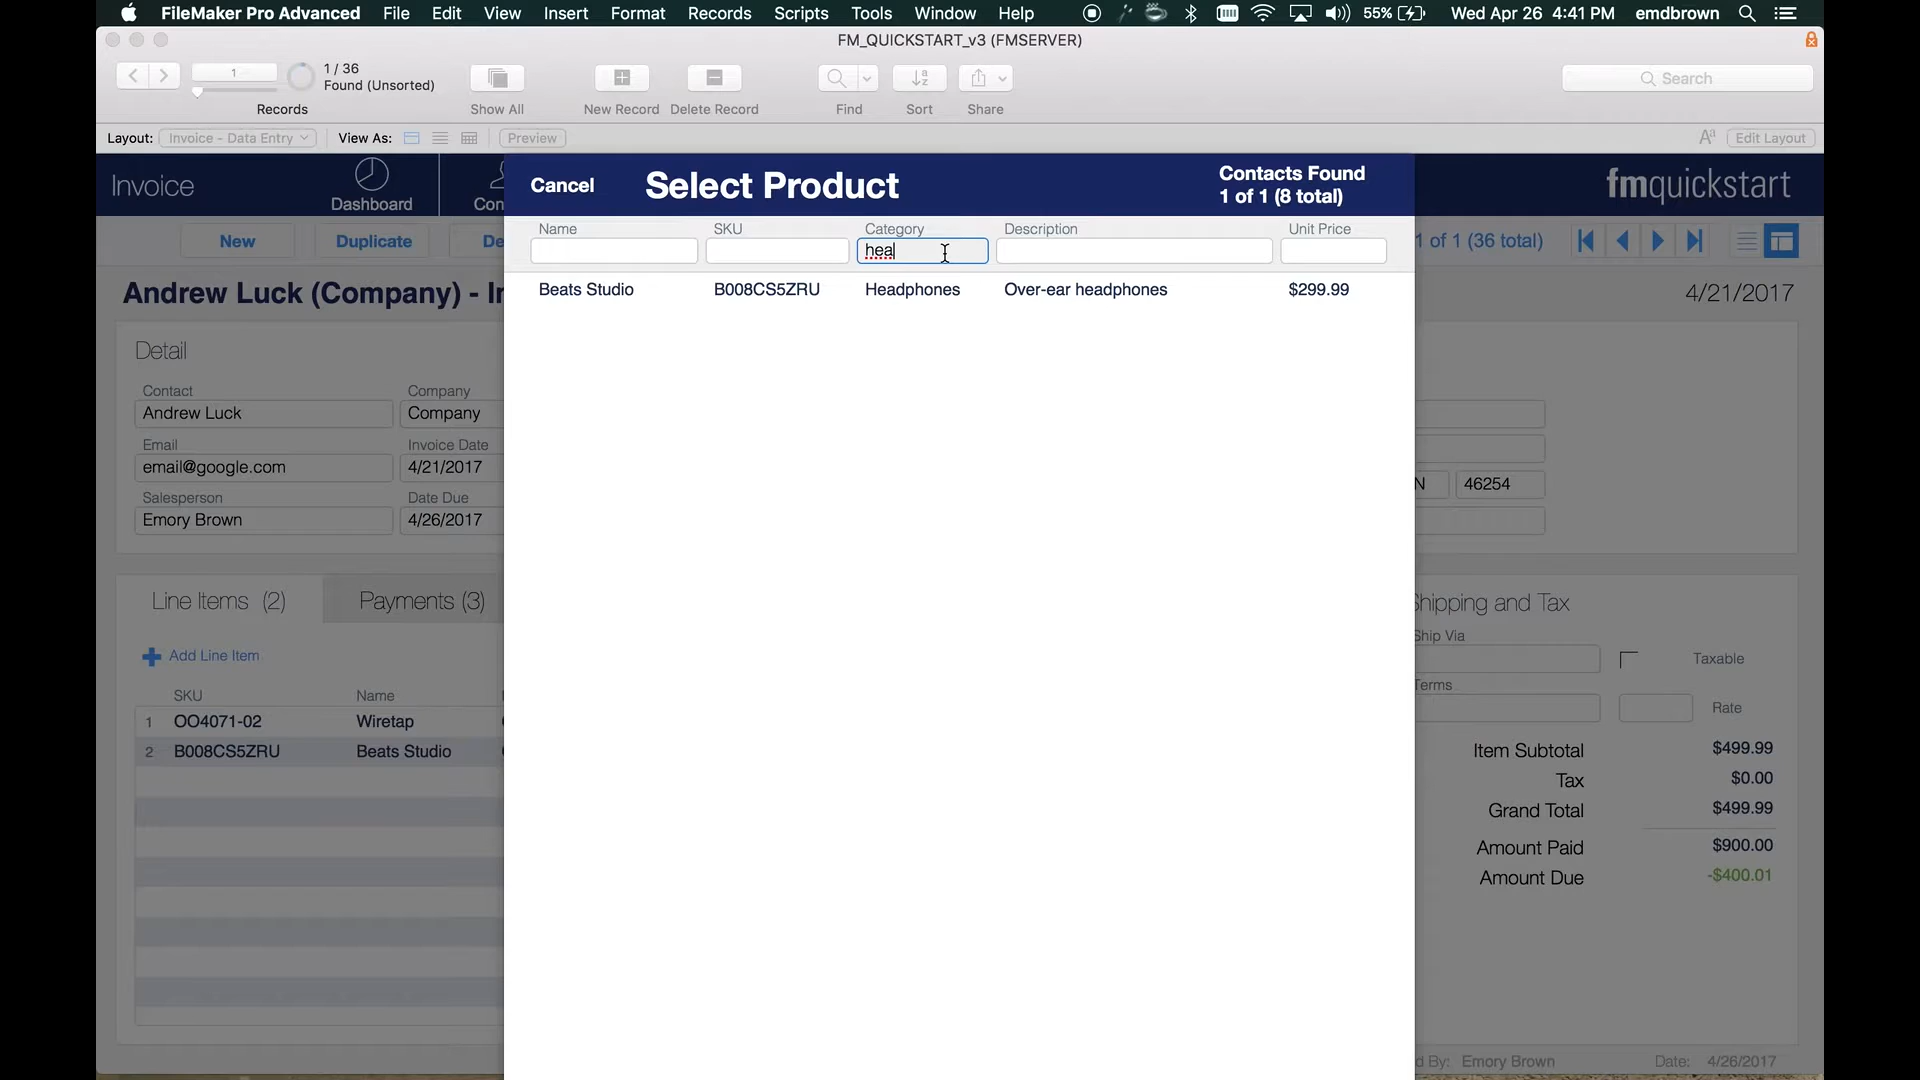 FileMaker Pro Advanced File Edit View Insert Format Records Scripts Tools Window Help 55% Wed Apr 26 4:41 PM emdbrown
FM_QUICKSTART_v3 (FMSERVER)
1
1 / 36
Found (Unsorted)
Search
Records Show All New Record Delete Record Find Sort Share
Layout: Invoice - Data Entry View As: Preview Aa Edit Layout
Invoice
Dashboard
Con
Cancel
Select Product
Contacts Found
1 of 1 (8 total)
fmquickstart
Name SKU Category Description Unit Price
hea
New Duplicate De
1 of 1 (36 total)
Beats Studio B008CS5ZRU Headphones Over-ear headphones $299.99
Andrew Luck (Company) - I
4/21/2017
Detail
Contact Company
Andrew Luck Company
Email Invoice Date
email@google.com 4/21/2017
N 46254
Salesperson Date Due
Emory Brown 4/26/2017
Line Items (2) Payments (3)
Shipping and Tax
Ship Via
Add Line Item
Taxable
Terms
SKU Name
Rate
1 OO4071-02 Wiretap
2 B008CS5ZRU Beats Studio
Item Subtotal $499.99
Tax $0.00
Grand Total $499.99
Amount Paid $900.00
Amount Due -$400.01
d By: Emory Brown Date: 4/26/2017